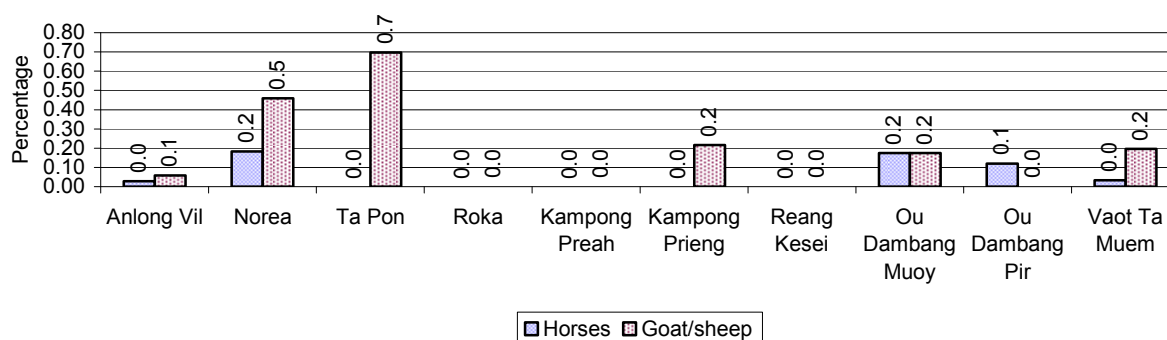 Percentage
0.80
0.70
0.60
0.50
0.40
0.30
0.20
0.10
0.00
0.0 0.1 0.2 0.5 0.0 0.7 0.0 0.0 0.0 0.0 0.0 0.2 0.0 0.0 0.2 0.2 0.1 0.0 0.0 0.2
Anlong Vil Norea Ta Pon Roka Kampong Preah Kampong Prieng Reang Kesei Ou Dambang Muoy Ou Dambang Pir Vaot Ta Muem
Horses Goat/sheep